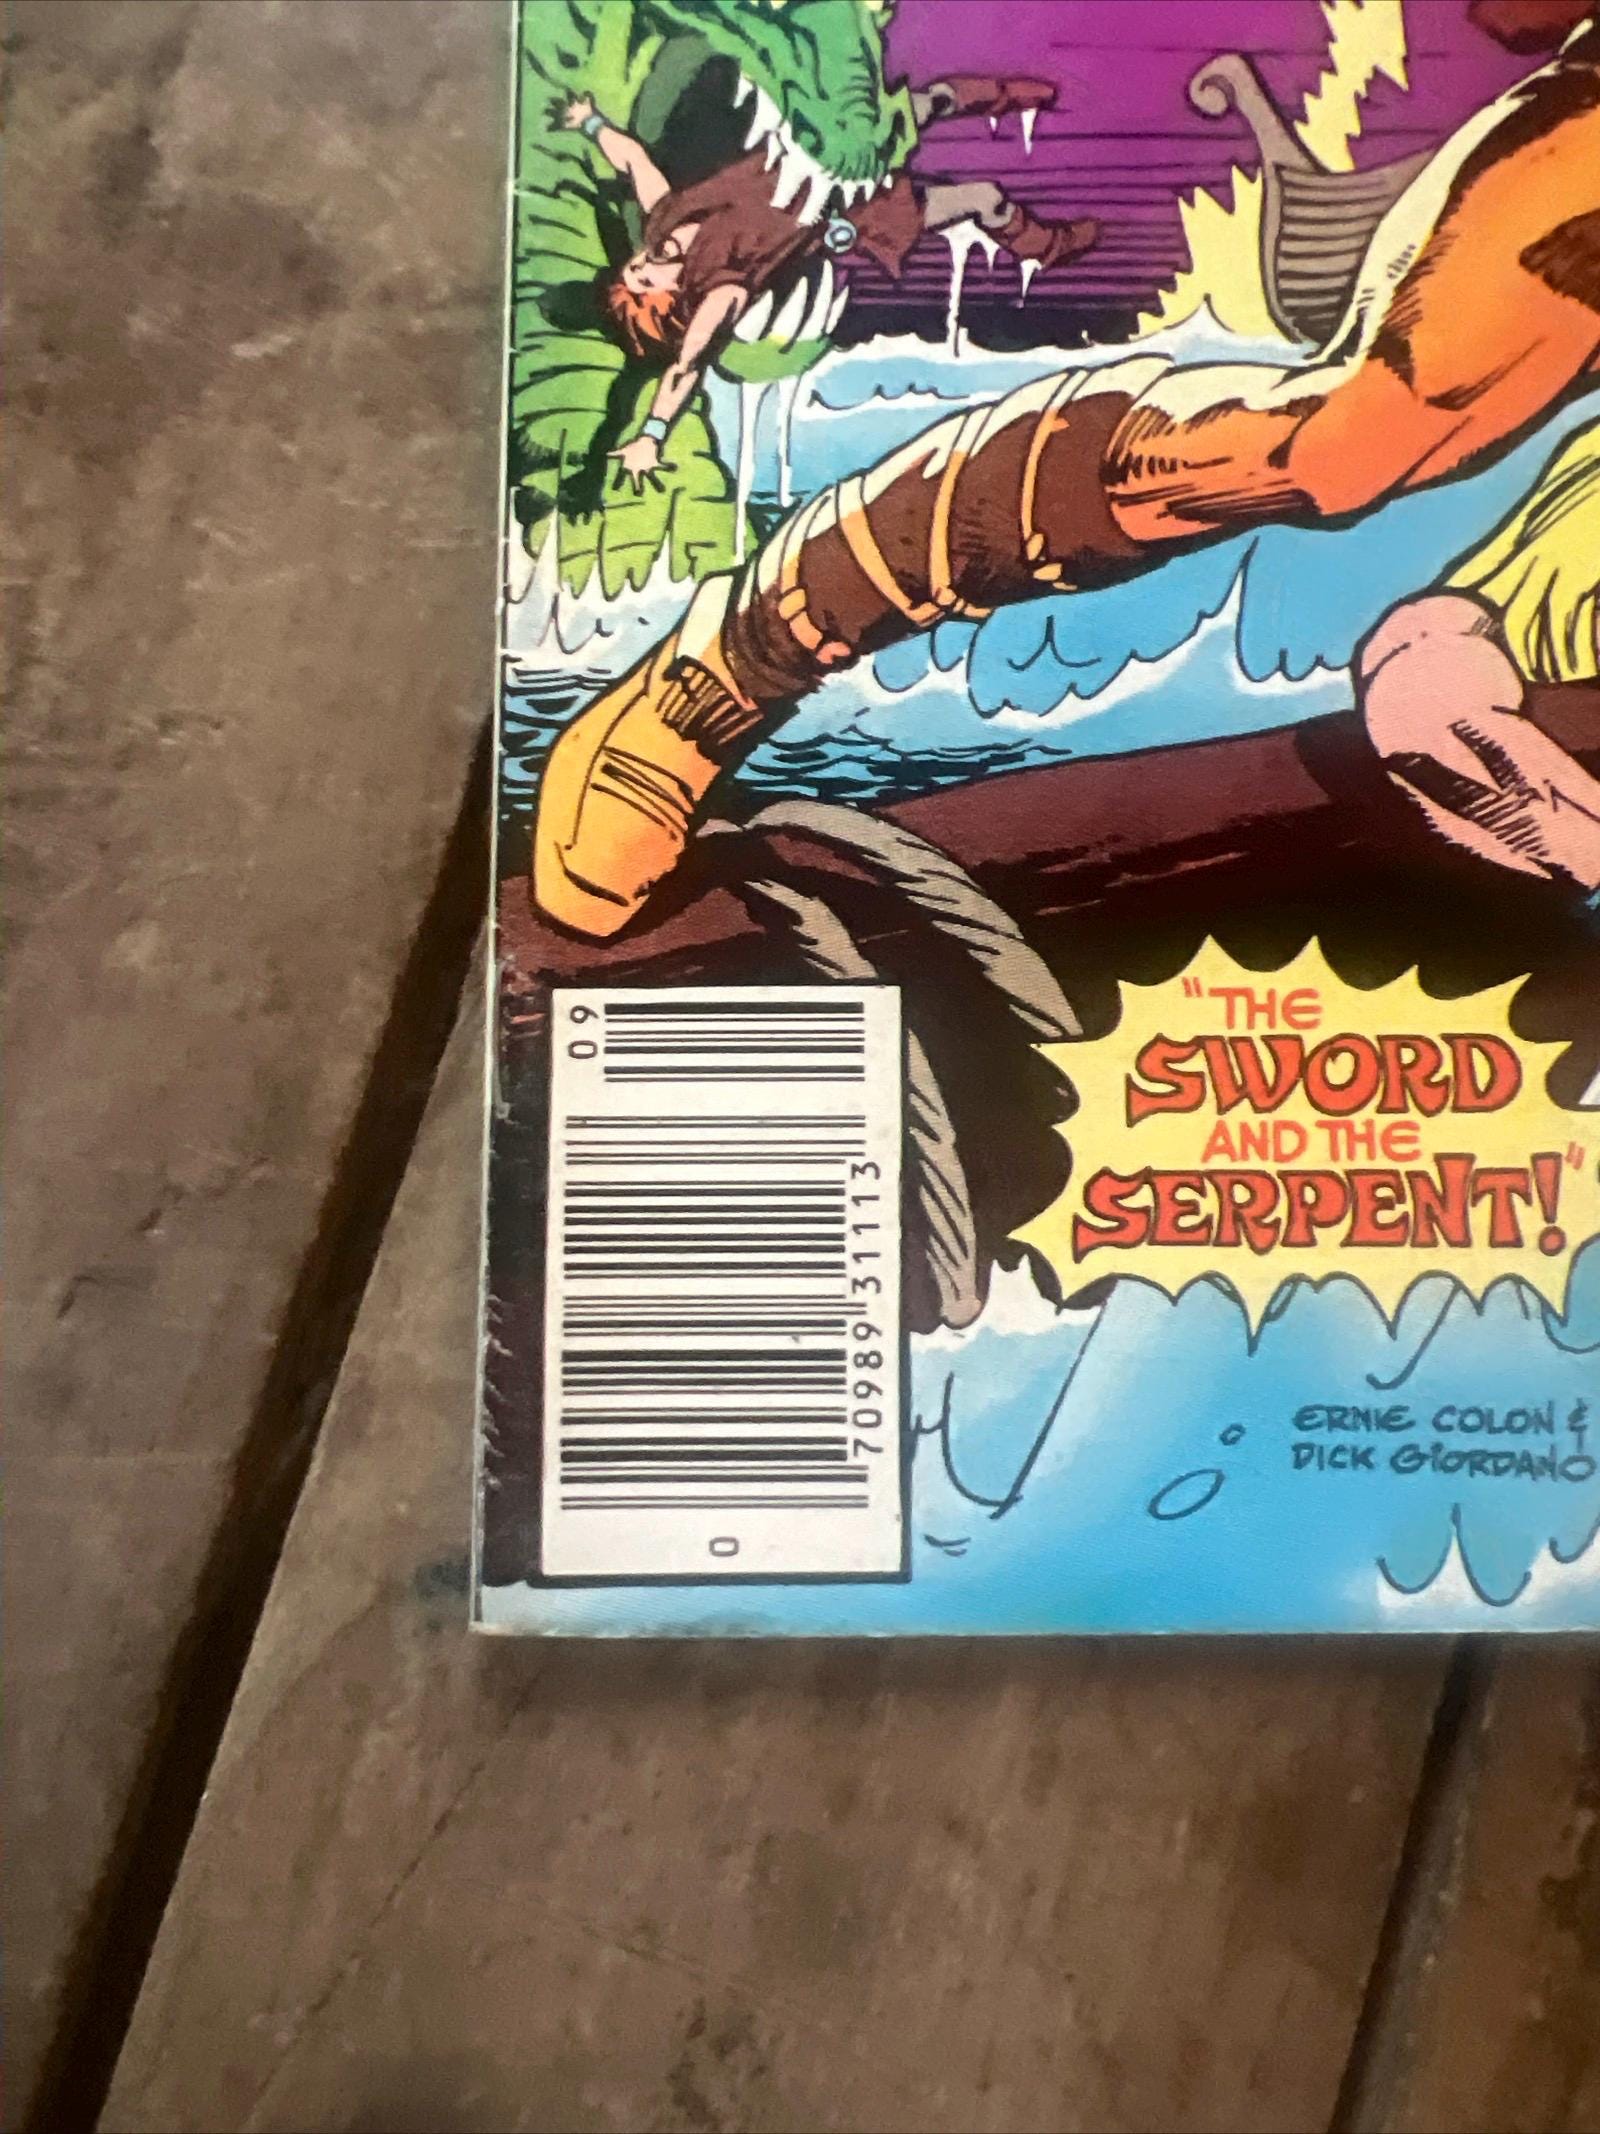 "THE
SWORD
AND THE
SERPENT!"
ERNIE COLON &
DICK GIORDANO
09
0
70989 31113